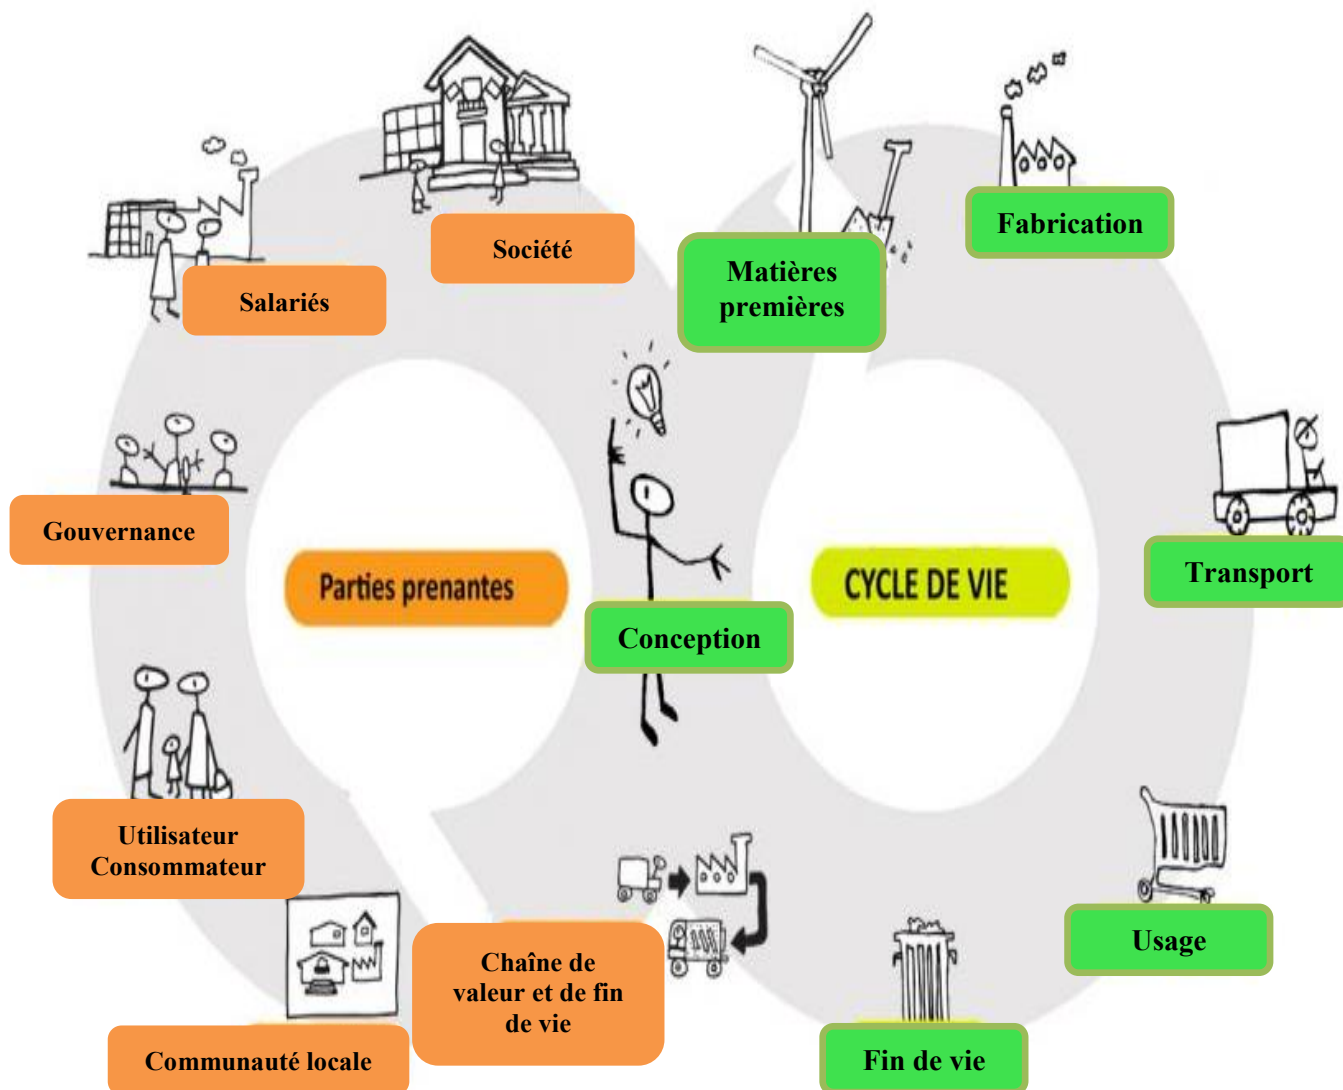 Société
Fabrication
Matières
premières
Salariés
Gouvernance
Parties prenantes
CYCLE DE VIE
Transport
Conception
Utilisateur
Consommateur
Usage
Chaîne de
valeur et de fin
de vie
Communauté locale
Fin de vie